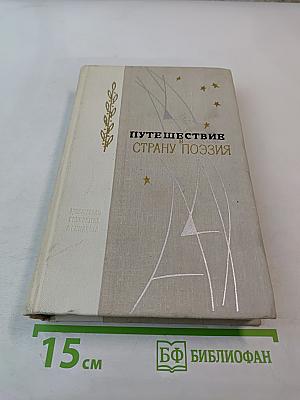 ПУТЕШЕСТВИЕ
В
СТРАНУ ПОЭЗИЯ
15 см
БФ БИБЛИОФАН